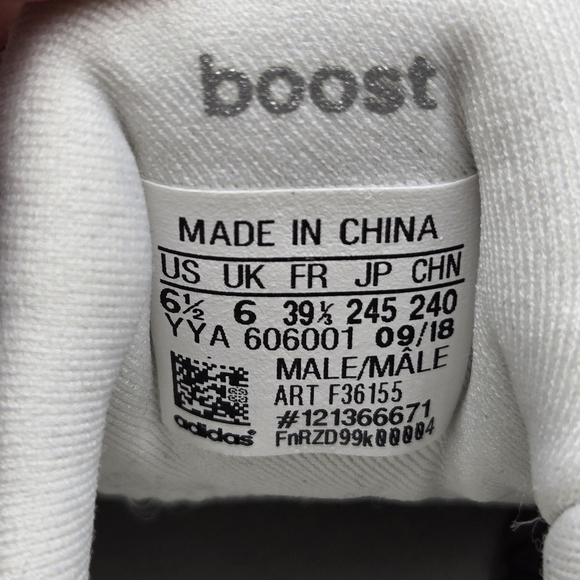 boost
MADE IN CHINA
US UK FR JP CHN
6½ 6 39⅓ 245 240
YYA 606001 09/18
MALE/MÂLE
ART F36155
#121366671
adidas FnRZD99k00004